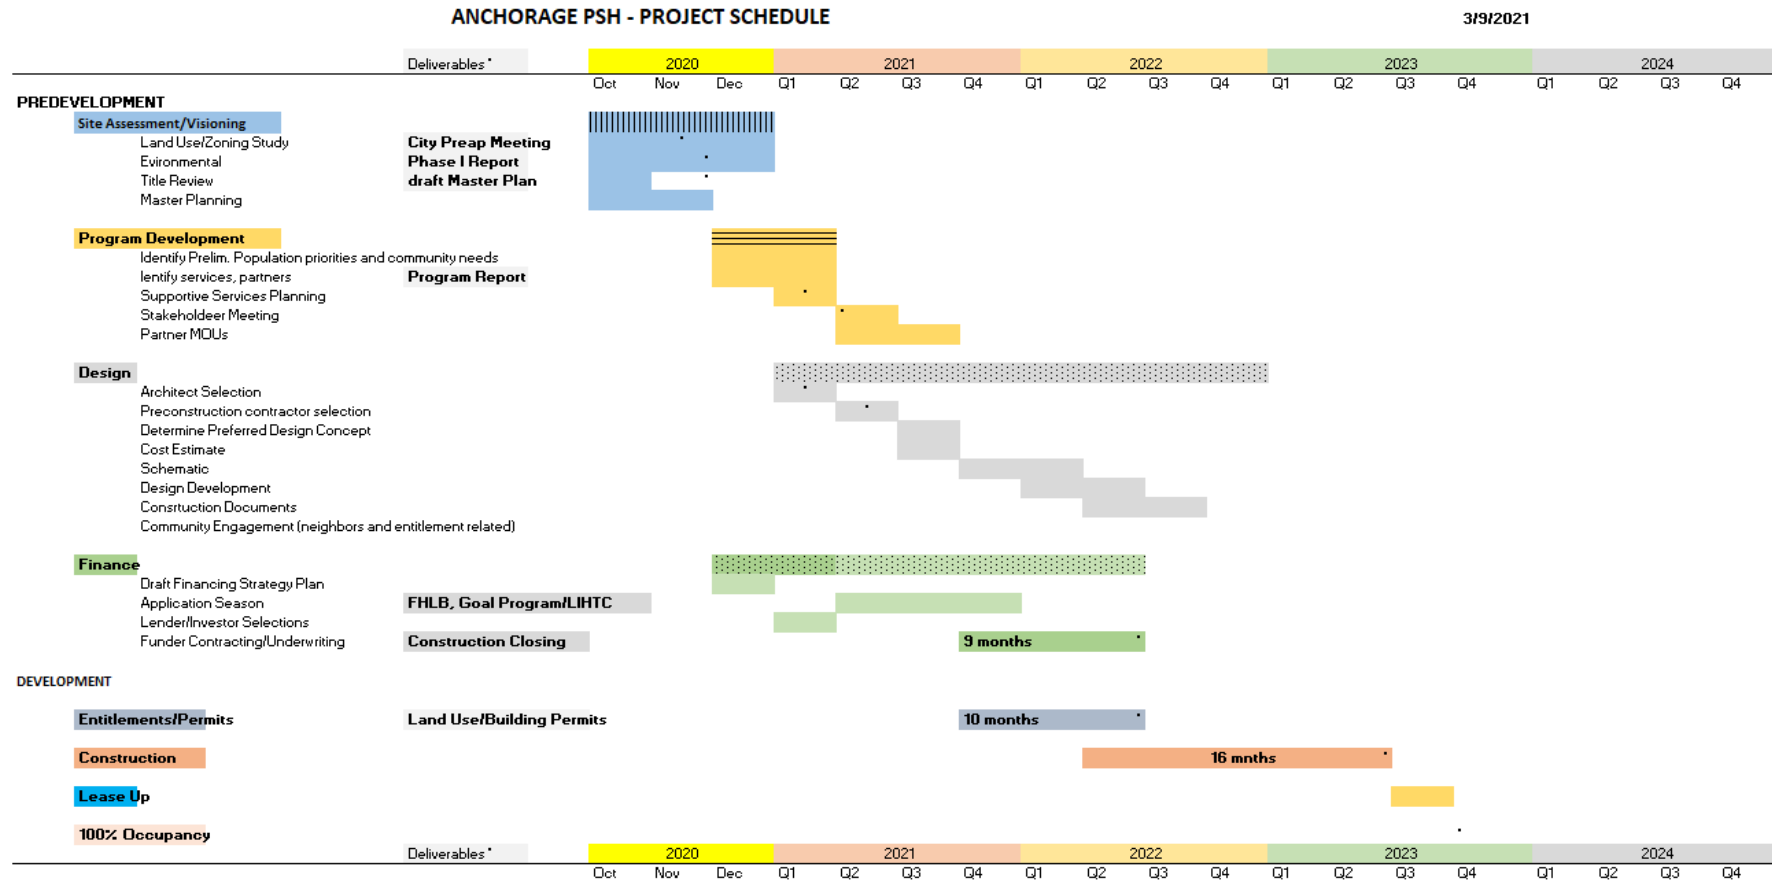 ANCHORAGE PSH - PROJECT SCHEDULE 3/9/2021
Deliverables * 2020 2021 2022 2023 2024
Oct Nov Dec Q1 Q2 Q3 Q4 Q1 Q2 Q3 Q4 Q1 Q2 Q3 Q4 Q1 Q2 Q3 Q4
PREDEVELOPMENT
Site Assessment/Visioning
Land Use/Zoning Study City Preap Meeting
Evironmental Phase I Report
Title Review draft Master Plan
Master Planning
Program Development
Identify Prelim. Population priorities and community needs
Ientify services, partners Program Report
Supportive Services Planning
Stakeholdeer Meeting
Partner MOUs
Design
Architect Selection
Preconstruction contractor selection
Determine Preferred Design Concept
Cost Estimate
Schematic
Design Development
Consrtuction Documents
Community Engagement (neighbors and entitlement related)
Finance
Draft Financing Strategy Plan
Application Season FHLB, Goal Program/LIHTC
Lender/Investor Selections
Funder Contracting/Underwriting Construction Closing 9 months
DEVELOPMENT
Entitlements/Permits Land Use/Building Permits 10 months
Construction 16 mnths
Lease Up
100% Occupancy
Deliverables * 2020 2021 2022 2023 2024
Oct Nov Dec Q1 Q2 Q3 Q4 Q1 Q2 Q3 Q4 Q1 Q2 Q3 Q4 Q1 Q2 Q3 Q4